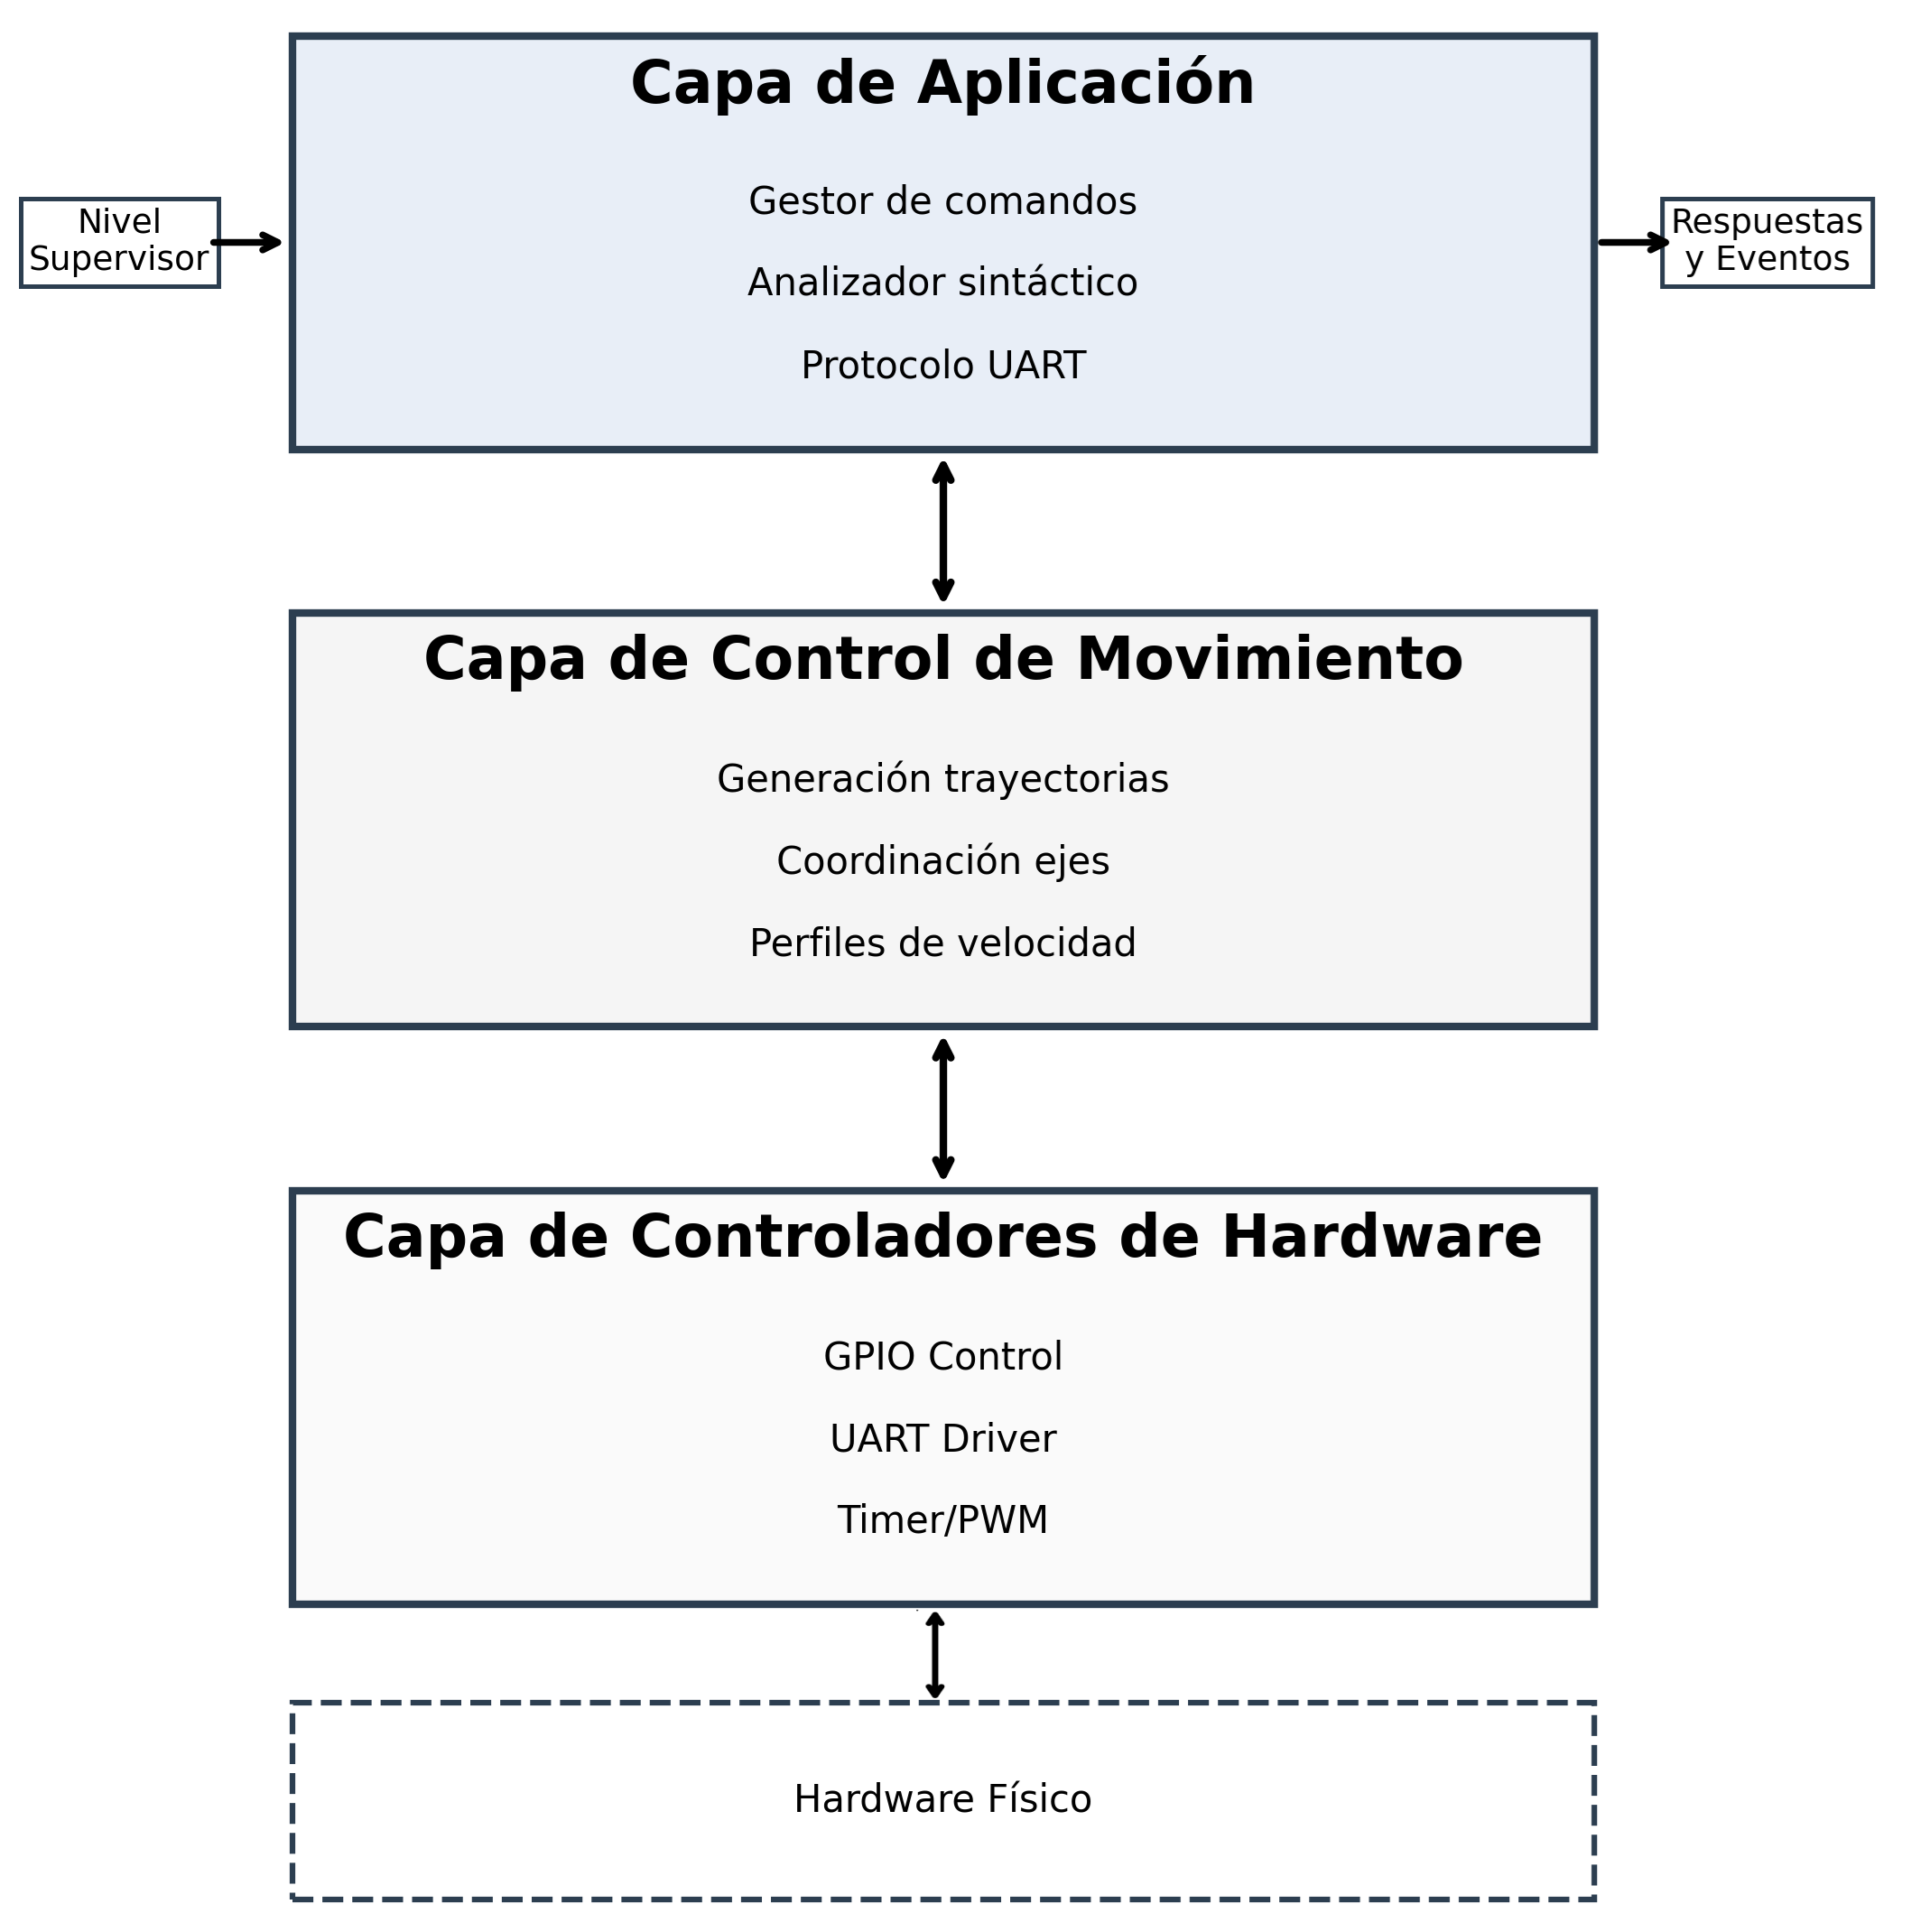 Capa de Aplicación
Nivel
Supervisor
Gestor de comandos
Analizador sintáctico
Protocolo UART
Respuestas
y Eventos
Capa de Control de Movimiento
Generación trayectorias
Coordinación ejes
Perfiles de velocidad
Capa de Controladores de Hardware
GPIO Control
UART Driver
Timer/PWM
Hardware Físico